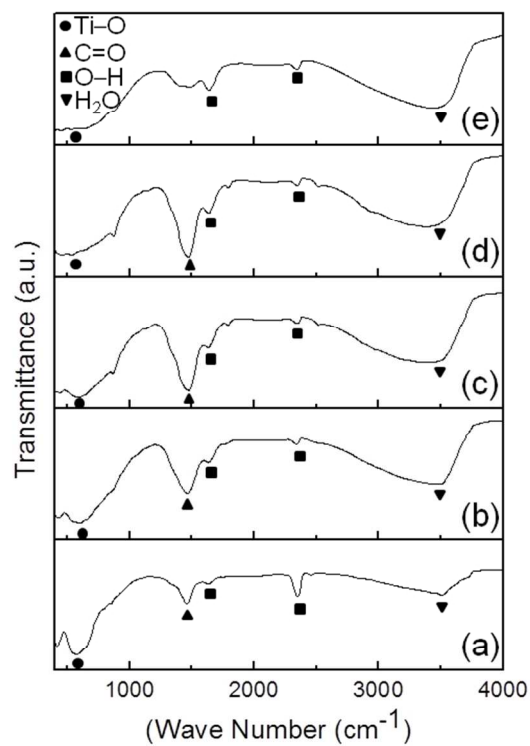 Ti–O
C=O
O–H
H₂O
(e)
(d)
(c)
(b)
(a)
Transmittance (a.u.)
1000 2000 3000 4000
(Wave Number (cm⁻¹)